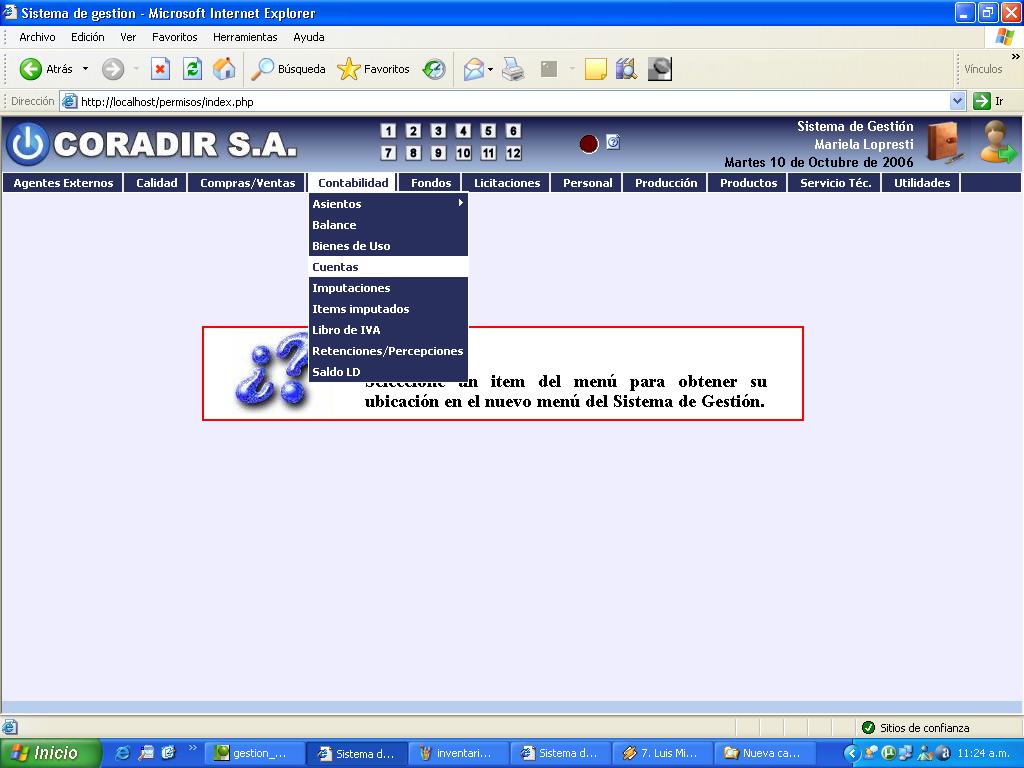 Sistema de gestion - Microsoft Internet Explorer
Archivo Edición Ver Favoritos Herramientas Ayuda
Atrás Búsqueda Favoritos Vínculos
Dirección http://localhost/permisos/index.php Ir
CORADIR S.A.
1 2 3 4 5 6
7 8 9 10 11 12
Sistema de Gestión
Mariela Lopresti
Martes 10 de Octubre de 2006
Agentes Externos Calidad Compras/Ventas Contabilidad Fondos Licitaciones Personal Producción Productos Servicio Téc. Utilidades
Asientos
Balance
Bienes de Uso
Cuentas
Imputaciones
Items imputados
Libro de IVA
Retenciones/Percepciones
Saldo LD
¿?
Seleccione un item del menú para obtener su
ubicación en el nuevo menú del Sistema de Gestión.
Sitios de confianza
Inicio gestion_... Sistema d... inventari... Sistema d... 7. Luis Mi... Nueva ca... 11:24 a.m.